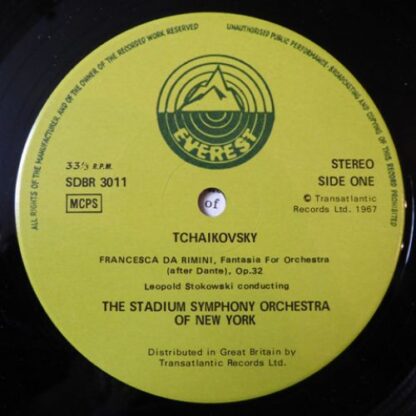 ALL RIGHTS OF THE MANUFACTURER, AND OF THE OWNER OF THE RECORDED WORK RESERVED
UNAUTHORISED PUBLIC PERFORMANCE, BROADCASTING AND COPYING OF THIS RECORD PROHIBITED
EVEREST
33⅓ R.P.M.
SDBR 3011
MCPS
STEREO
SIDE ONE
© Transatlantic
Records Ltd. 1967
of
TCHAIKOVSKY
FRANCESCA DA RIMINI, Fantasia For Orchestra
(after Dante), Op.32
Leopold Stokowski conducting
THE STADIUM SYMPHONY ORCHESTRA
OF NEW YORK
Distributed in Great Britain by
Transatlantic Records Ltd.